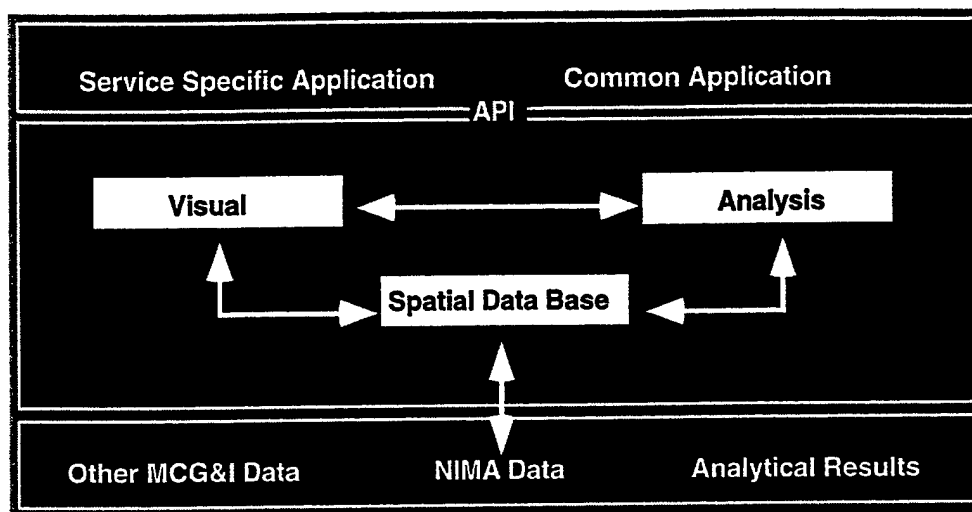 Service Specific Application Common Application
API
Visual Analysis
Spatial Data Base
Other MCG&I Data NIMA Data Analytical Results